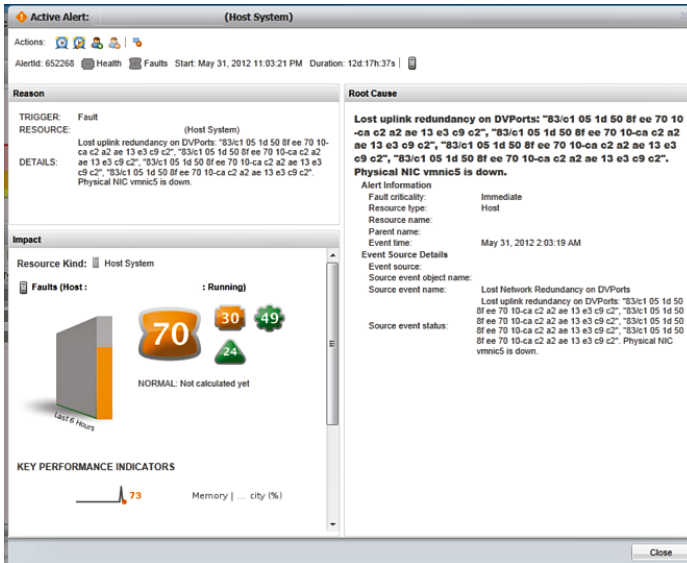 Active Alert: (Host System)
Actions:
AlertId: 652268 Health Faults Start: May 31, 2012 11:03:21 PM Duration: 12d:17h:37s
Reason
TRIGGER: Fault
RESOURCE: (Host System)
DETAILS: Lost uplink redundancy on DVPorts: "83/c1 05 1d 50 8f ee 70 10-
ca c2 a2 ae 13 e3 c9 c2", "83/c1 05 1d 50 8f ee 70 10-ca c2 a2
ae 13 e3 c9 c2", "83/c1 05 1d 50 8f ee 70 10-ca c2 a2 ae 13 e3
c9 c2", "83/c1 05 1d 50 8f ee 70 10-ca c2 a2 ae 13 e3 c9 c2".
Physical NIC vmnic5 is down.
Impact
Resource Kind: Host System
Faults (Host : : Running)
70
30
49
24
NORMAL: Not calculated yet
Last 6 Hours
KEY PERFORMANCE INDICATORS
73 Memory | ... city (%)
Root Cause
Lost uplink redundancy on DVPorts: "83/c1 05 1d 50 8f ee 70 10
-ca c2 a2 ae 13 e3 c9 c2", "83/c1 05 1d 50 8f ee 70 10-ca c2 a2
ae 13 e3 c9 c2", "83/c1 05 1d 50 8f ee 70 10-ca c2 a2 ae 13 e3
c9 c2", "83/c1 05 1d 50 8f ee 70 10-ca c2 a2 ae 13 e3 c9 c2".
Physical NIC vmnic5 is down.
Alert Information
Fault criticality: Immediate
Resource type: Host
Resource name:
Parent name:
Event time: May 31, 2012 2:03:19 AM
Event Source Details
Event source:
Source event object name:
Source event name: Lost Network Redundancy on DVPorts
Source event status: Lost uplink redundancy on DVPorts: "83/c1 05 1d 50
8f ee 70 10-ca c2 a2 ae 13 e3 c9 c2", "83/c1 05 1d 50
8f ee 70 10-ca c2 a2 ae 13 e3 c9 c2", "83/c1 05 1d 50
8f ee 70 10-ca c2 a2 ae 13 e3 c9 c2", "83/c1 05 1d 50
8f ee 70 10-ca c2 a2 ae 13 e3 c9 c2". Physical NIC
vmnic5 is down.
Close